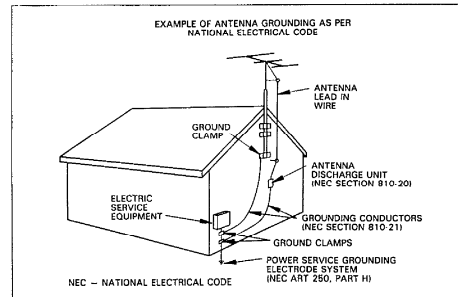 EXAMPLE OF ANTENNA GROUNDING AS PER
NATIONAL ELECTRICAL CODE
ANTENNA
LEAD IN
WIRE
GROUND
CLAMP
ANTENNA
DISCHARGE UNIT
(NEC SECTION 810-20)
ELECTRIC
SERVICE
EQUIPMENT
GROUNDING CONDUCTORS
(NEC SECTION 810-21)
GROUND CLAMPS
POWER SERVICE GROUNDING
ELECTRODE SYSTEM
(NEC ART 250, PART H)
NEC – NATIONAL ELECTRICAL CODE